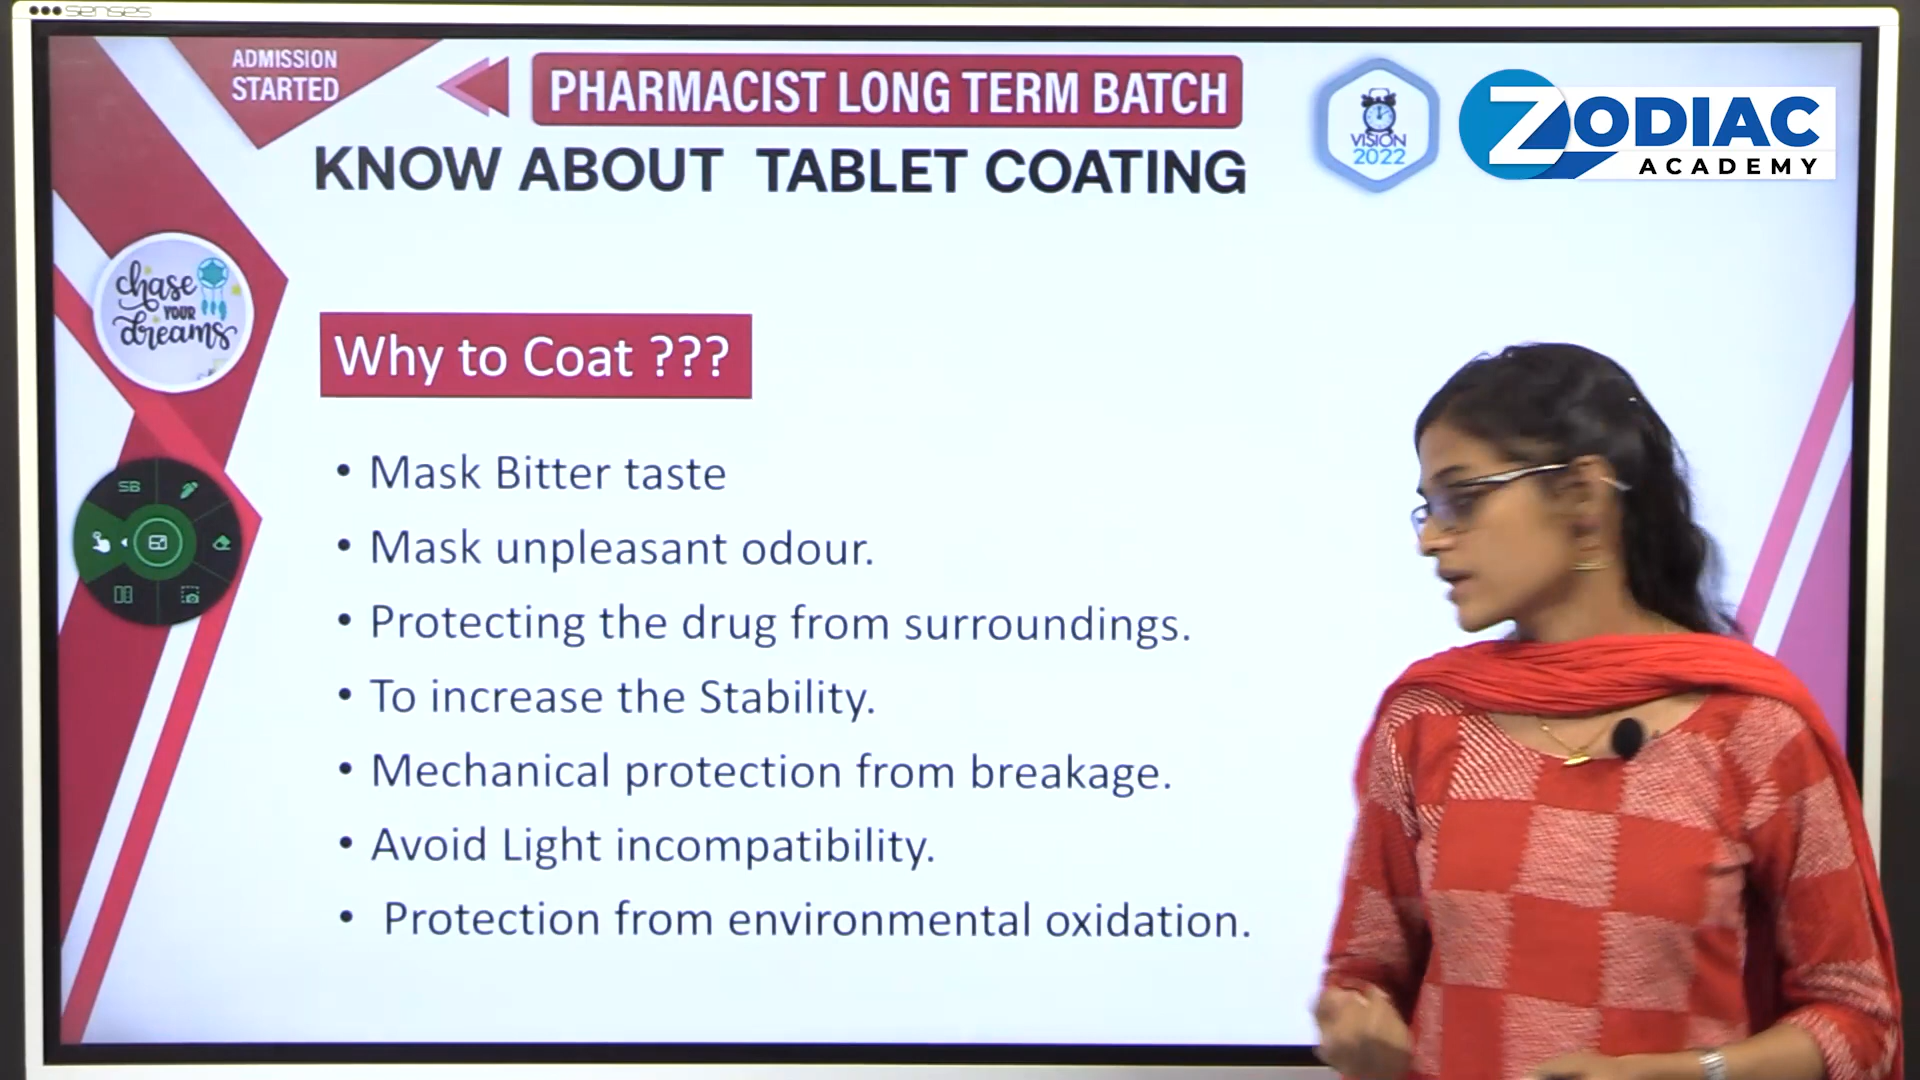 senses
ADMISSION
STARTED
PHARMACIST LONG TERM BATCH
VISION
2022
ZODIAC
ACADEMY
KNOW ABOUT TABLET COATING
chase
YOUR
dreams
Why to Coat ???
• Mask Bitter taste
• Mask unpleasant odour.
• Protecting the drug from surroundings.
• To increase the Stability.
• Mechanical protection from breakage.
• Avoid Light incompatibility.
• Protection from environmental oxidation.
SB